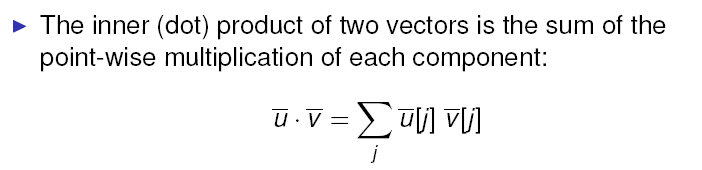 ▶ The inner (dot) product of two vectors is the sum of the
point-wise multiplication of each component:
u̅ · v̅ = ∑ u̅[j] v̅[j]
j